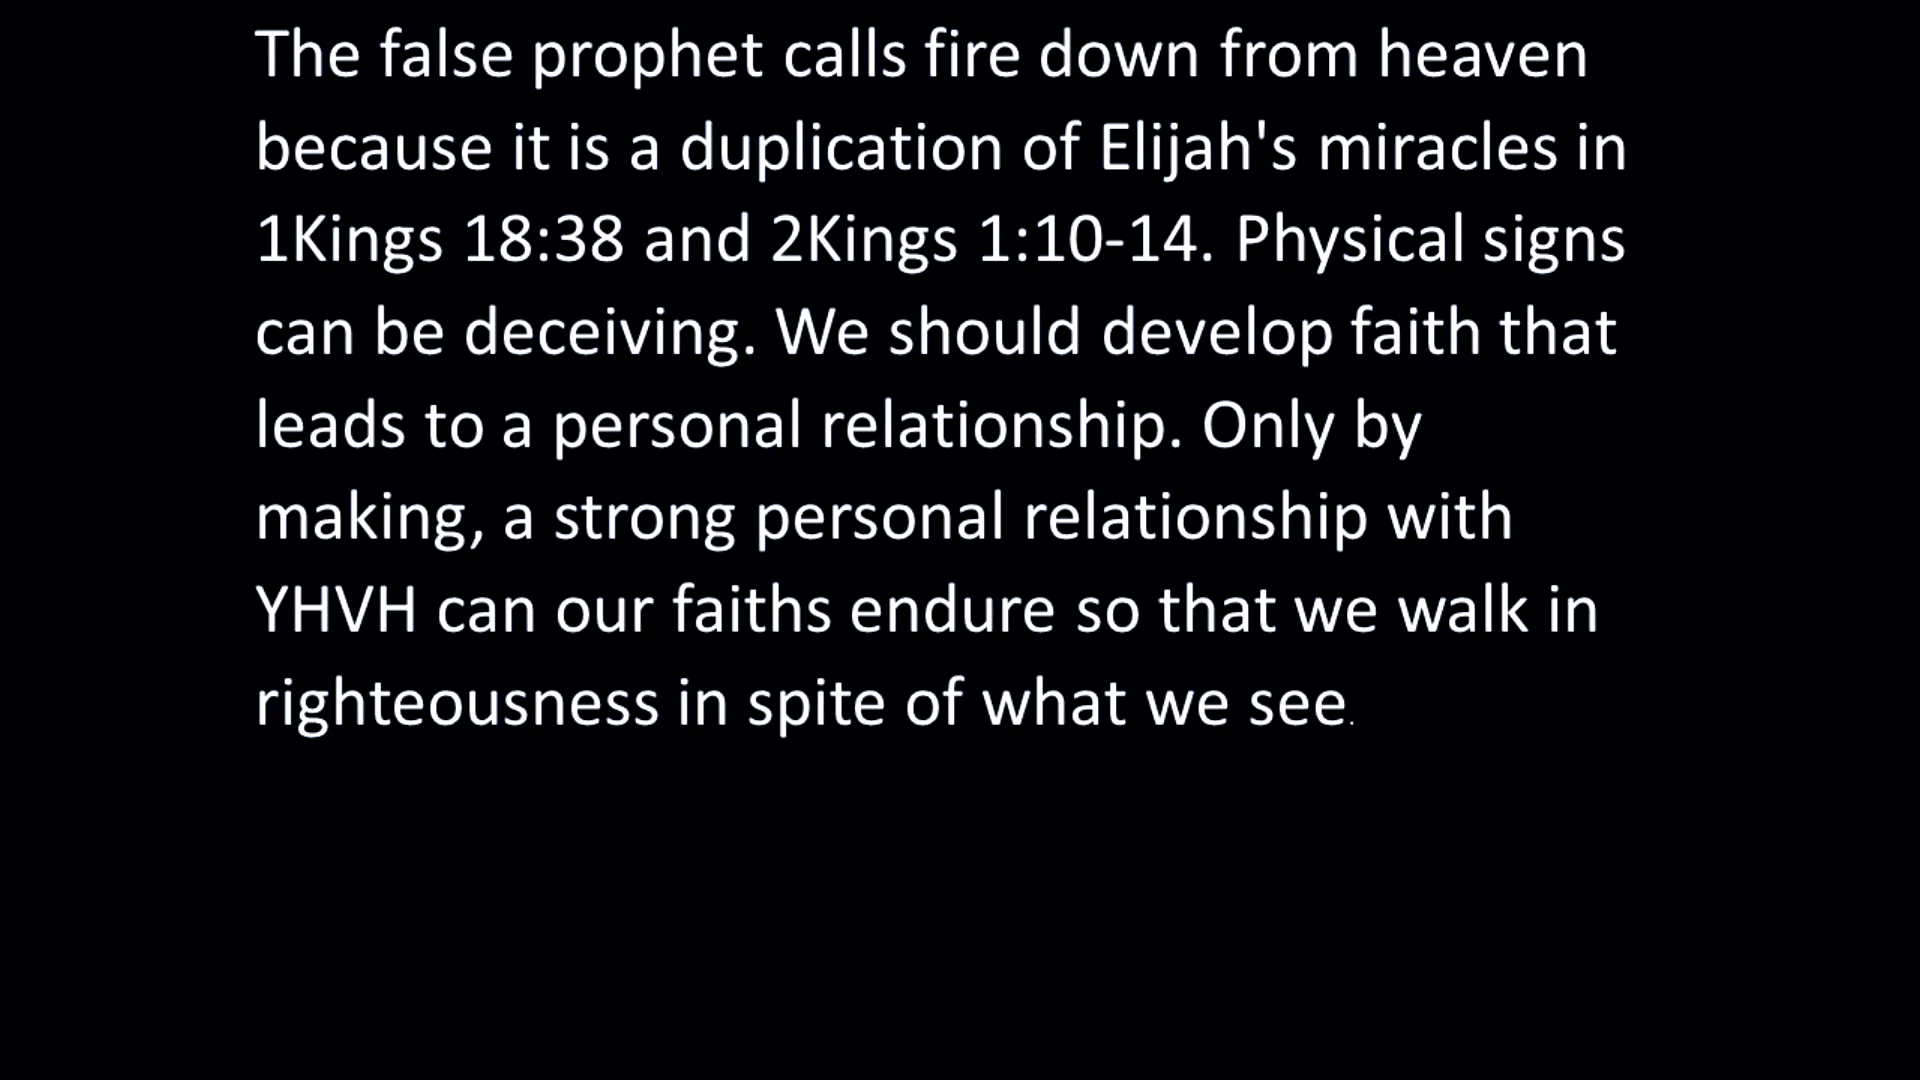 The false prophet calls fire down from heaven
because it is a duplication of Elijah's miracles in
1Kings 18:38 and 2Kings 1:10-14. Physical signs
can be deceiving. We should develop faith that
leads to a personal relationship. Only by
making, a strong personal relationship with
YHVH can our faiths endure so that we walk in
righteousness in spite of what we see.